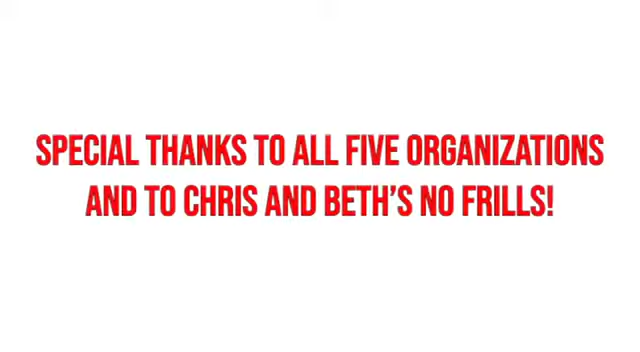 SPECIAL THANKS TO ALL FIVE ORGANIZATIONS
AND TO CHRIS AND BETH'S NO FRILLS!